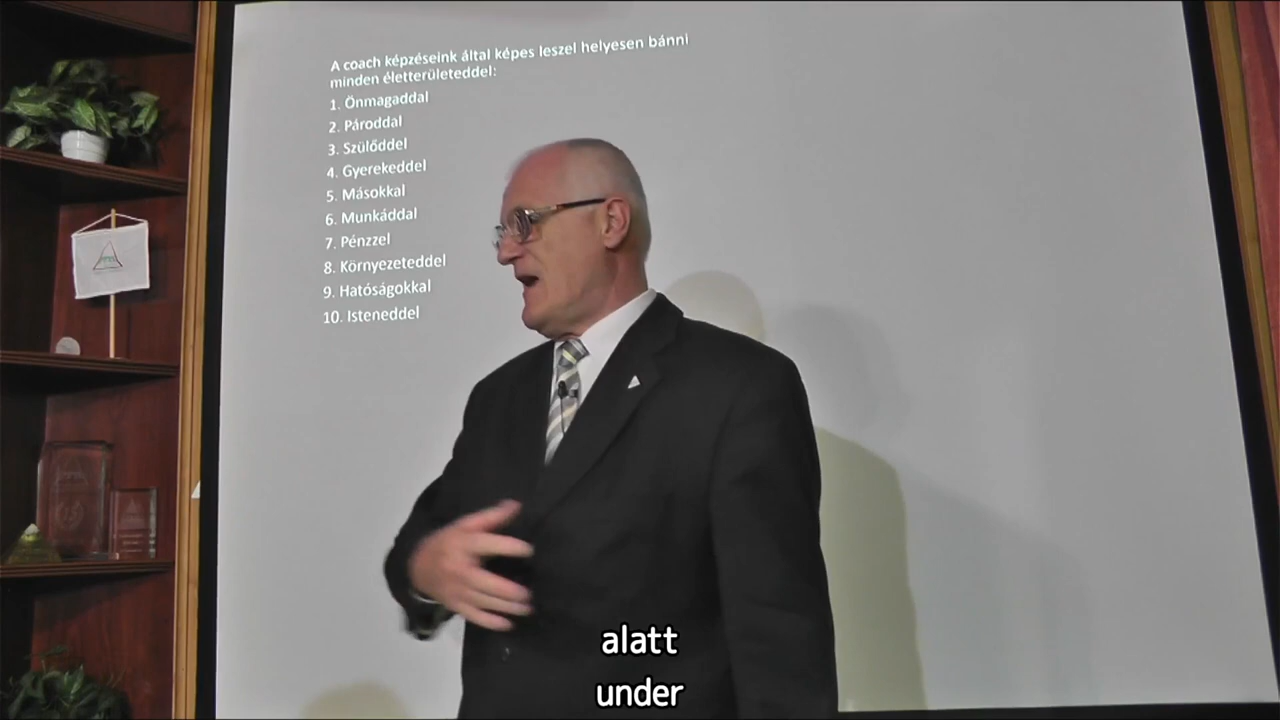 A coach képzéseink által képes leszel helyesen bánni
minden életterületeddel:
1. Önmagaddal
2. Pároddal
3. Szülőddel
4. Gyerekeddel
5. Másokkal
6. Munkáddal
7. Pénzzel
8. Környezeteddel
9. Hatóságokkal
10. Isteneddel
alatt
under